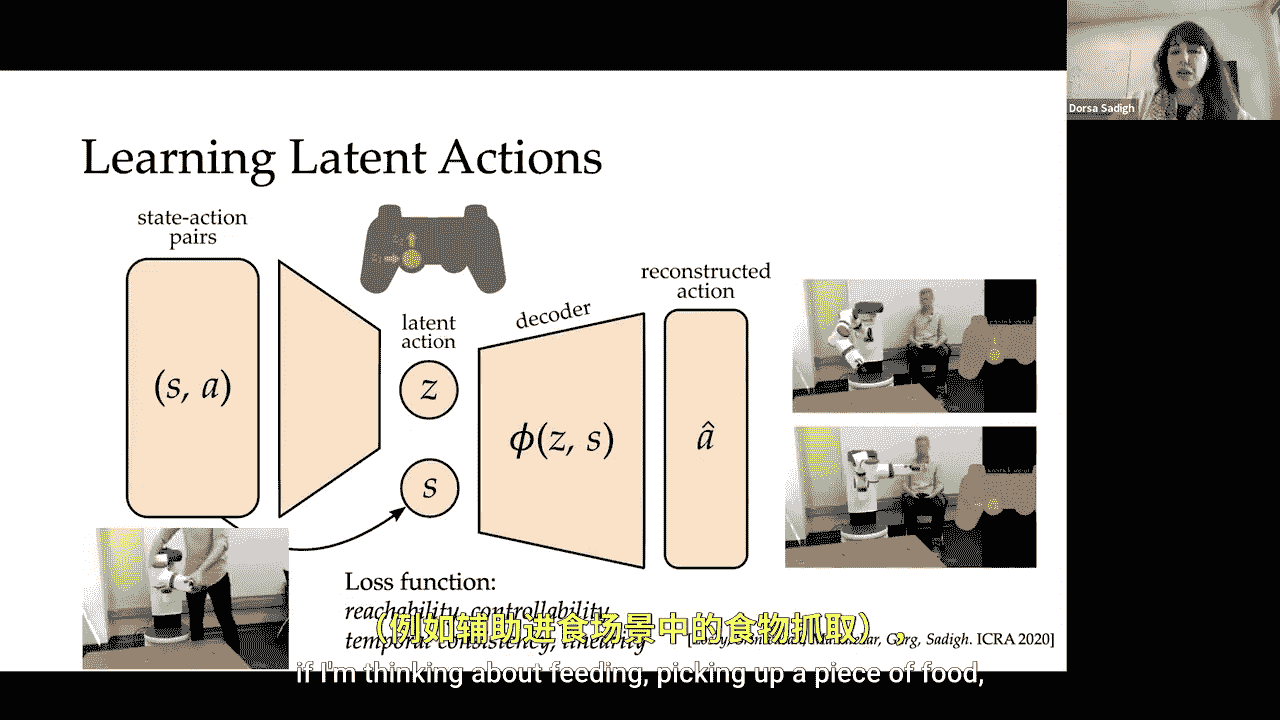 Dorsa Sadigh
Learning Latent Actions
state-action
pairs
(s, a)
latent
action
z
s
decoder
ϕ(z, s)
reconstructed
action
â
Loss function:
reachability, controllability
temporal consistency, linearity
Garg, Sadigh. ICRA 2020]
（例如辅助进食场景中的食物抓取），
if I'm thinking about feeding, picking up a piece of food,